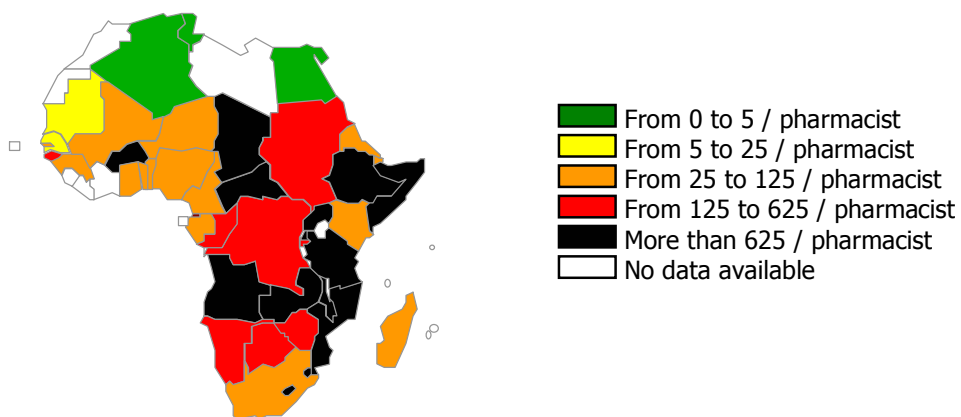 From 0 to 5 / pharmacist
From 5 to 25 / pharmacist
From 25 to 125 / pharmacist
From 125 to 625 / pharmacist
More than 625 / pharmacist
No data available